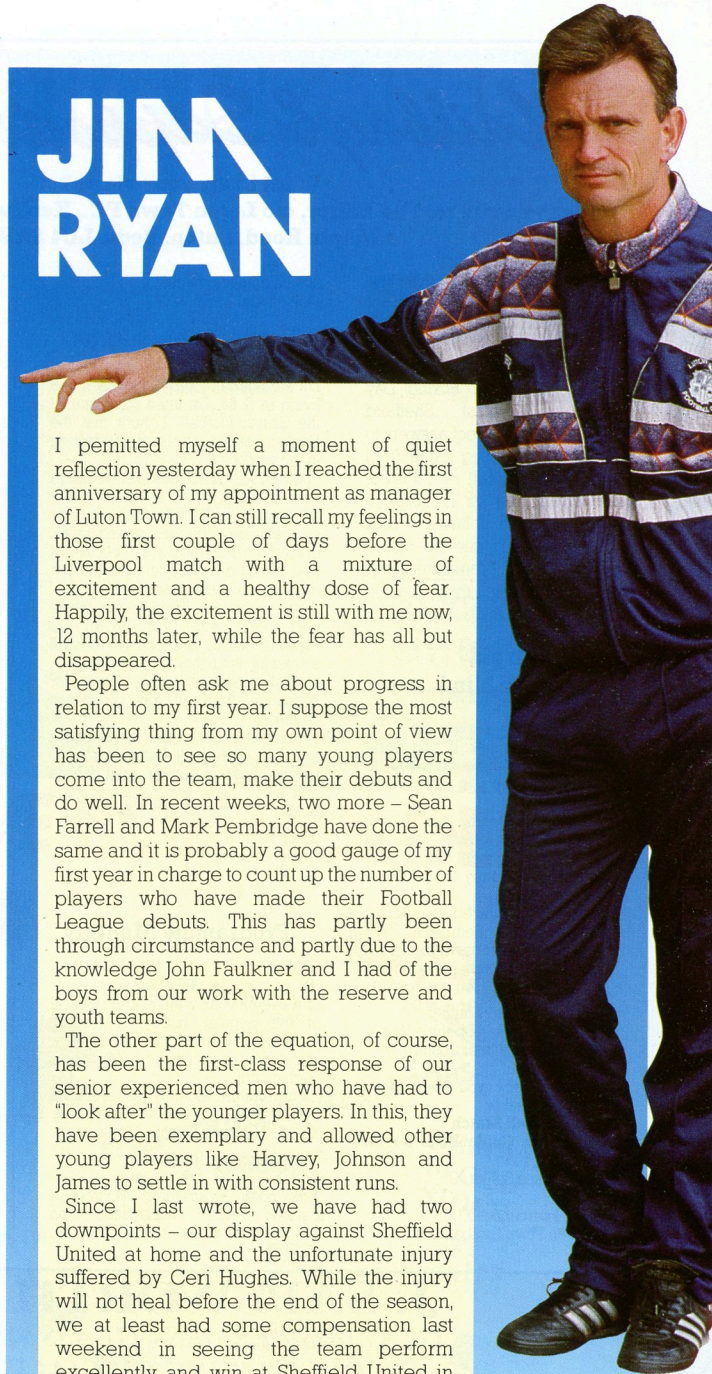 JIM
RYAN
I pemitted myself a moment of quiet
reflection yesterday when I reached the first
anniversary of my appointment as manager
of Luton Town. I can still recall my feelings in
those first couple of days before the
Liverpool match with a mixture of
excitement and a healthy dose of fear.
Happily, the excitement is still with me now,
12 months later, while the fear has all but
disappeared.
People often ask me about progress in
relation to my first year. I suppose the most
satisfying thing from my own point of view
has been to see so many young players
come into the team, make their debuts and
do well. In recent weeks, two more – Sean
Farrell and Mark Pembridge have done the
same and it is probably a good gauge of my
first year in charge to count up the number of
players who have made their Football
League debuts. This has partly been
through circumstance and partly due to the
knowledge John Faulkner and I had of the
boys from our work with the reserve and
youth teams.
The other part of the equation, of course,
has been the first-class response of our
senior experienced men who have had to
"look after" the younger players. In this, they
have been exemplary and allowed other
young players like Harvey, Johnson and
James to settle in with consistent runs.
Since I last wrote, we have had two
downpoints – our display against Sheffield
United at home and the unfortunate injury
suffered by Ceri Hughes. While the injury
will not heal before the end of the season,
we at least had some compensation last
weekend in seeing the team perform
excellently and win at Sheffield United in